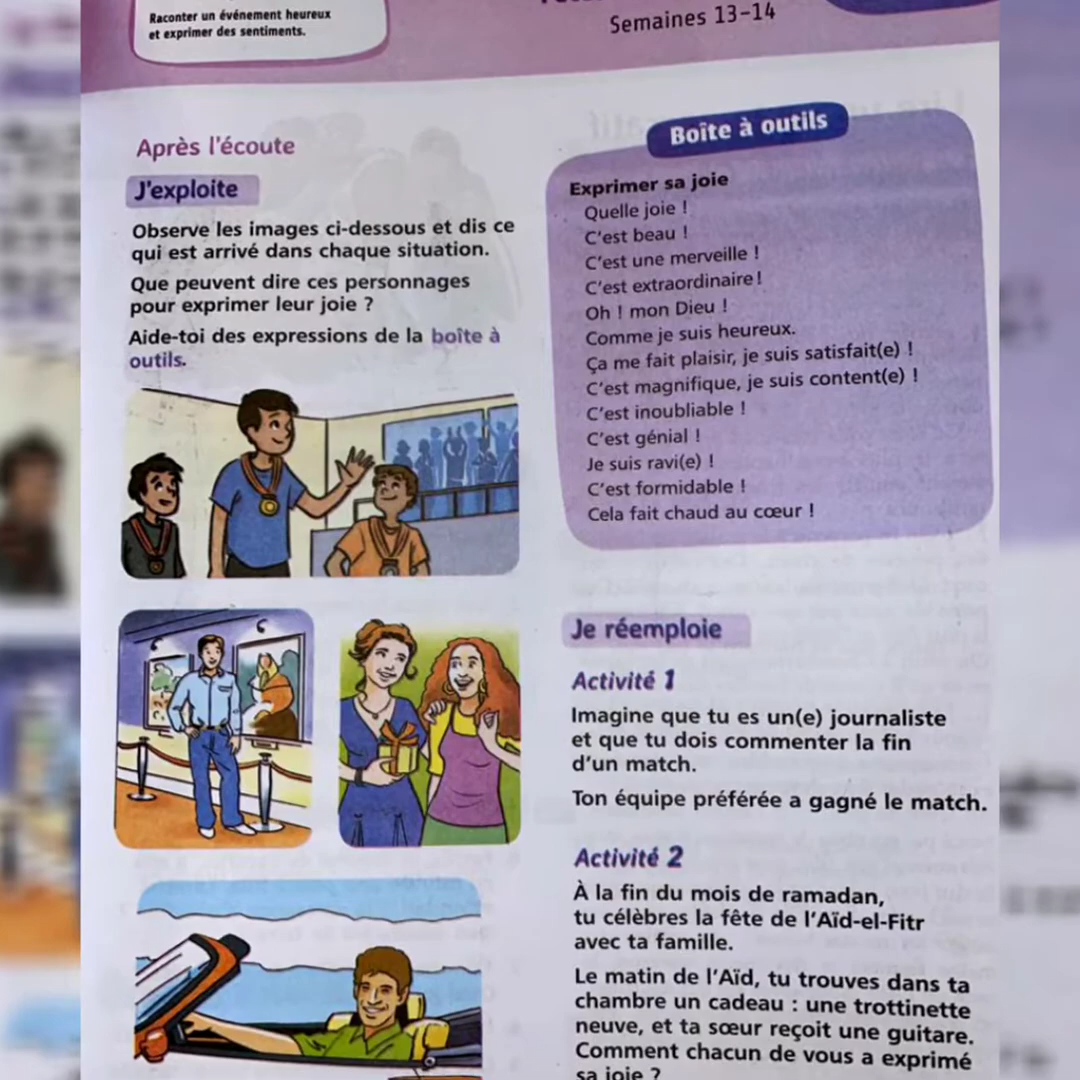 Raconter un événement heureux
et exprimer des sentiments.
Semaines 13-14
Après l'écoute
J'exploite
Observe les images ci-dessous et dis ce
qui est arrivé dans chaque situation.
Que peuvent dire ces personnages
pour exprimer leur joie ?
Aide-toi des expressions de la boîte à
outils.
Boîte à outils
Exprimer sa joie
Quelle joie !
C'est beau !
C'est une merveille !
C'est extraordinaire !
Oh ! mon Dieu !
Comme je suis heureux.
Ça me fait plaisir, je suis satisfait(e) !
C'est magnifique, je suis content(e) !
C'est inoubliable !
C'est génial !
Je suis ravi(e) !
C'est formidable !
Cela fait chaud au cœur !
Je réemploie
Activité 1
Imagine que tu es un(e) journaliste
et que tu dois commenter la fin
d'un match.
Ton équipe préférée a gagné le match.
Activité 2
À la fin du mois de ramadan,
tu célèbres la fête de l'Aïd-el-Fitr
avec ta famille.
Le matin de l'Aïd, tu trouves dans ta
chambre un cadeau : une trottinette
neuve, et ta sœur reçoit une guitare.
Comment chacun de vous a exprimé
sa joie ?